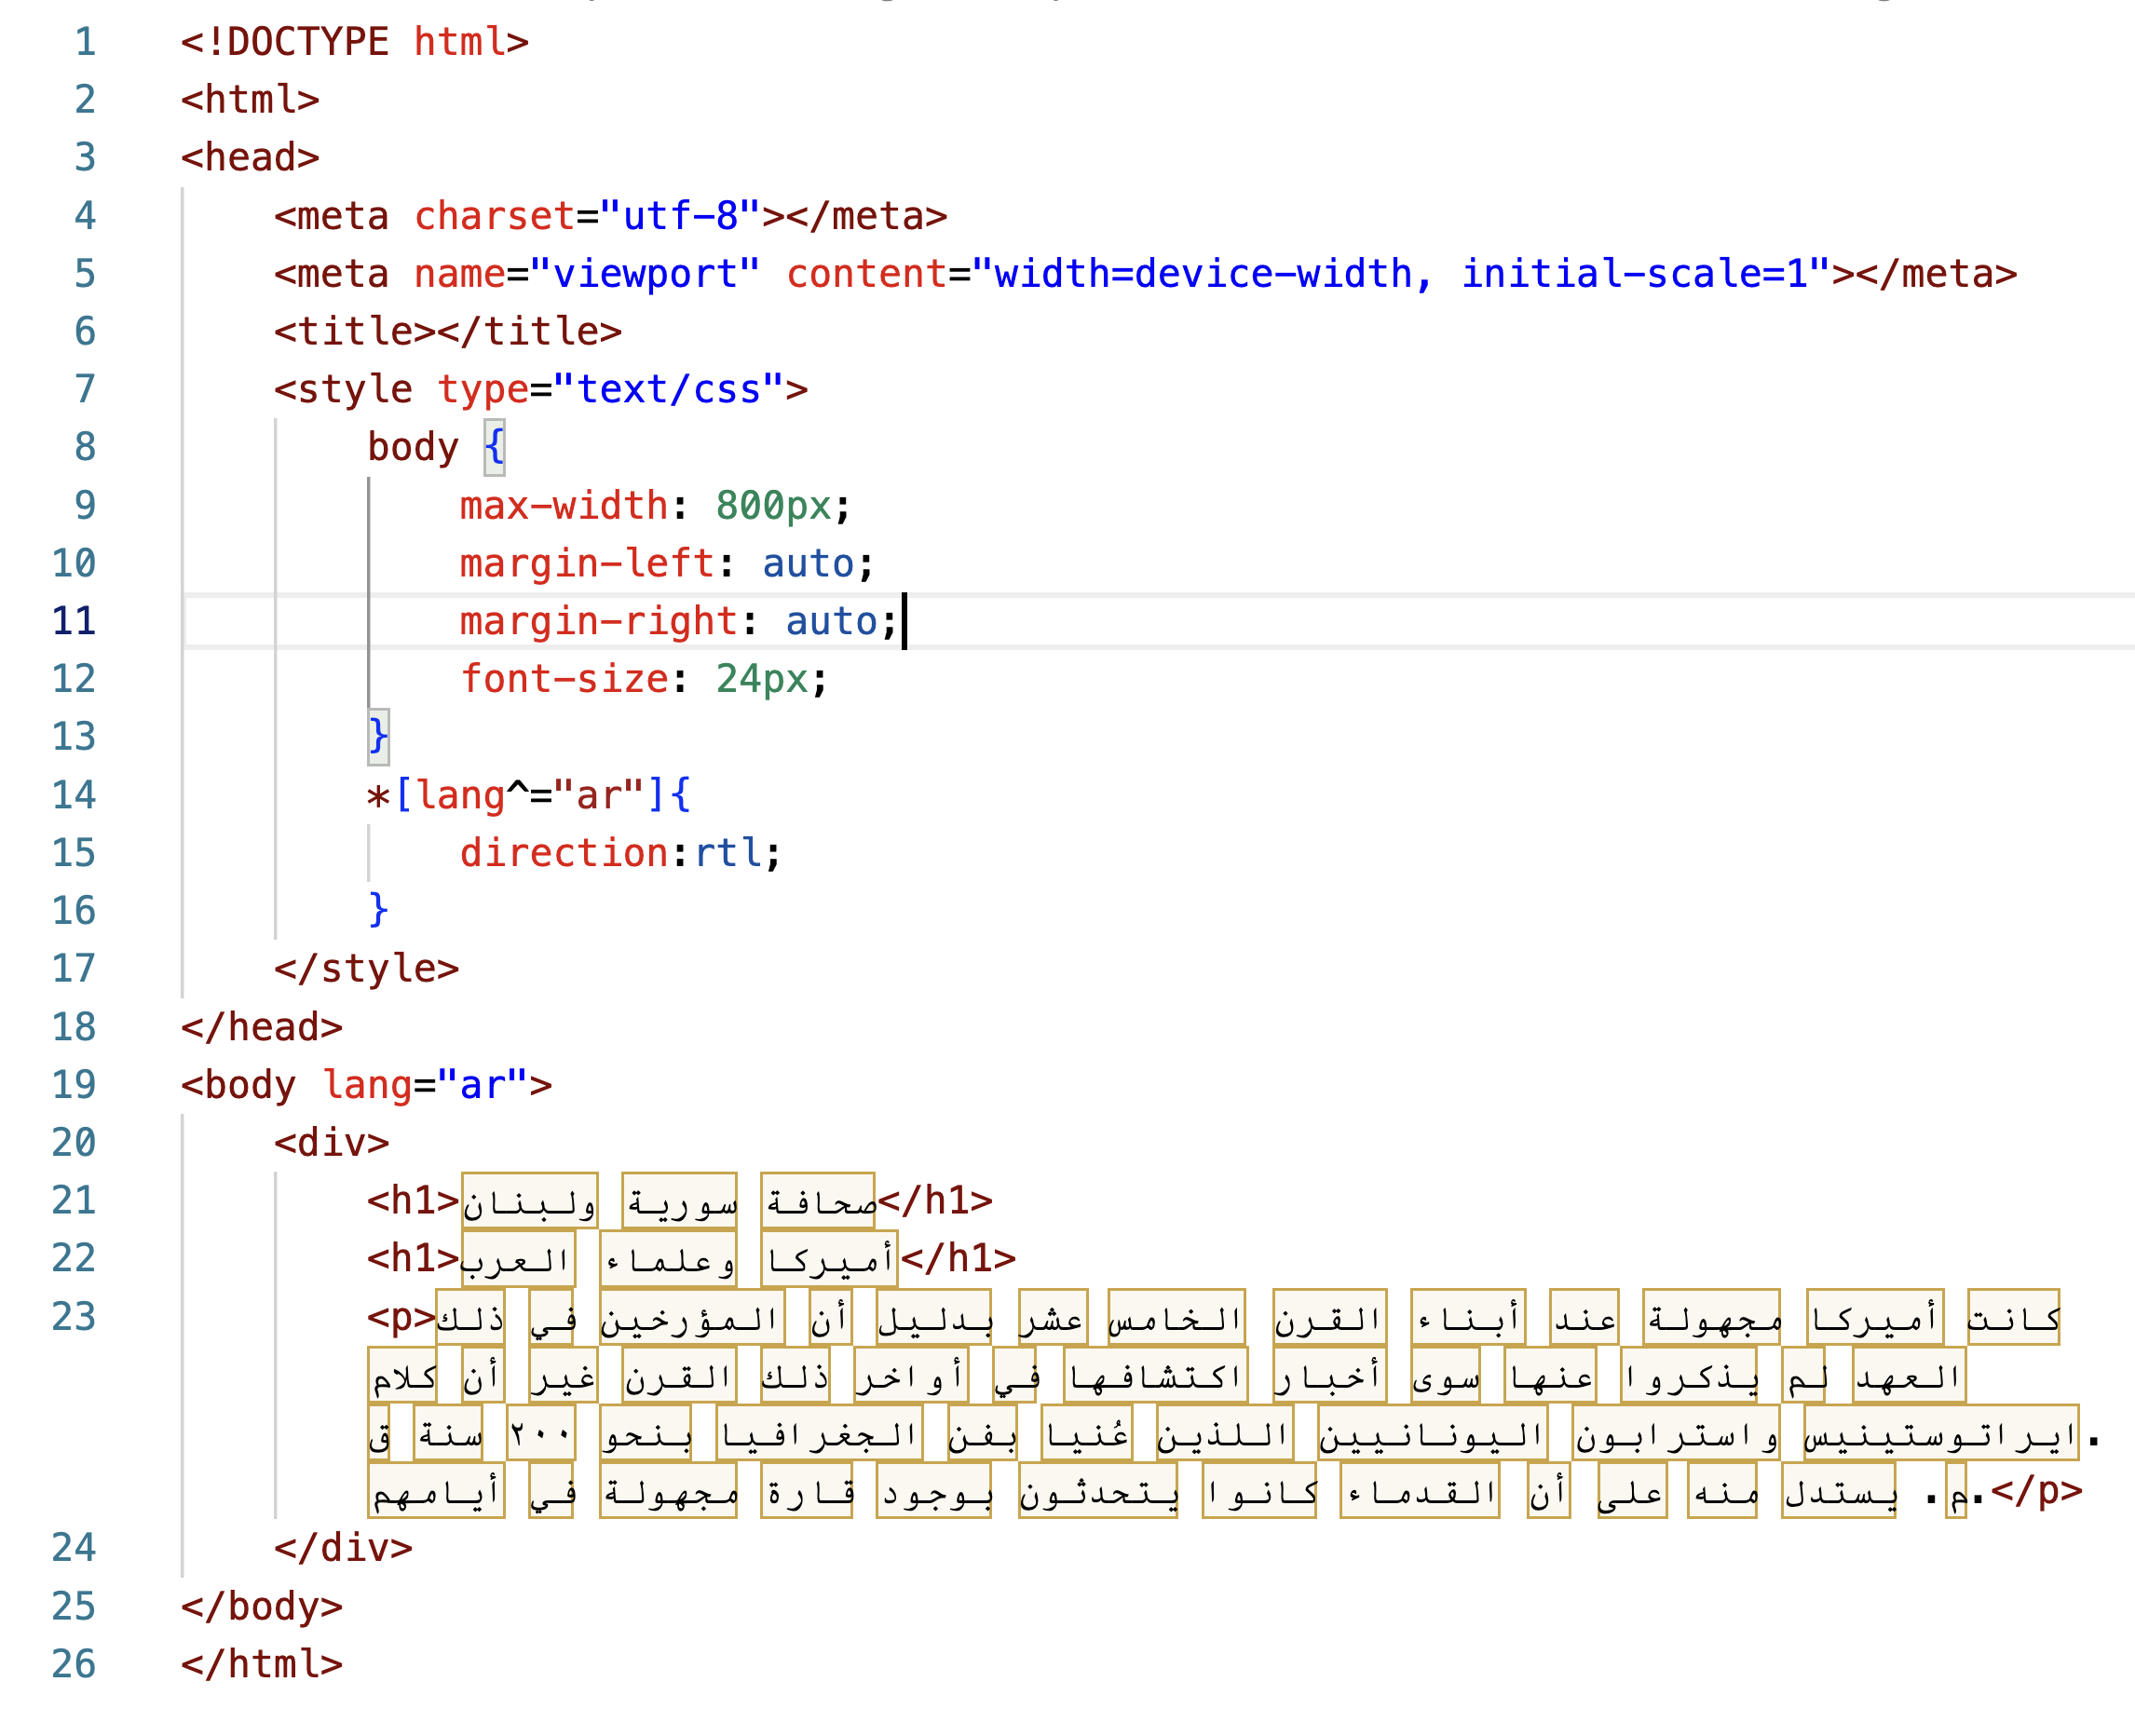 1 <!DOCTYPE html>
2 <html>
3 <head>
4     <meta charset="utf-8"></meta>
5     <meta name="viewport" content="width=device-width, initial-scale=1"></meta>
6     <title></title>
7     <style type="text/css">
8         body {
9             max-width: 800px;
10             margin-left: auto;
11             margin-right: auto;
12             font-size: 24px;
13         }
14         *[lang^="ar"]{
15             direction:rtl;
16         }
17     </style>
18 </head>
19 <body lang="ar">
20     <div>
21         <h1>صحافة سورية ولبنان</h1>
22         <h1>أميركا وعلماء العرب</h1>
23         <p>كانت أميركا مجهولة عند أبناء القرن الخامس عشر بدليل أن المؤرخين في ذلك
العهد لم يذكروا عنها سوى أخبار اكتشافها في أواخر ذلك القرن غير أن كلام
ايراتوستينيس واسترابون اليونانيين اللذين عُنيا بفن الجغرافيا بنحو ٢٠٠ سنة ق.
م. يستدل منه على أن القدماء كانوا يتحدثون بوجود قارة مجهولة في أيامهم.</p>
24     </div>
25 </body>
26 </html>